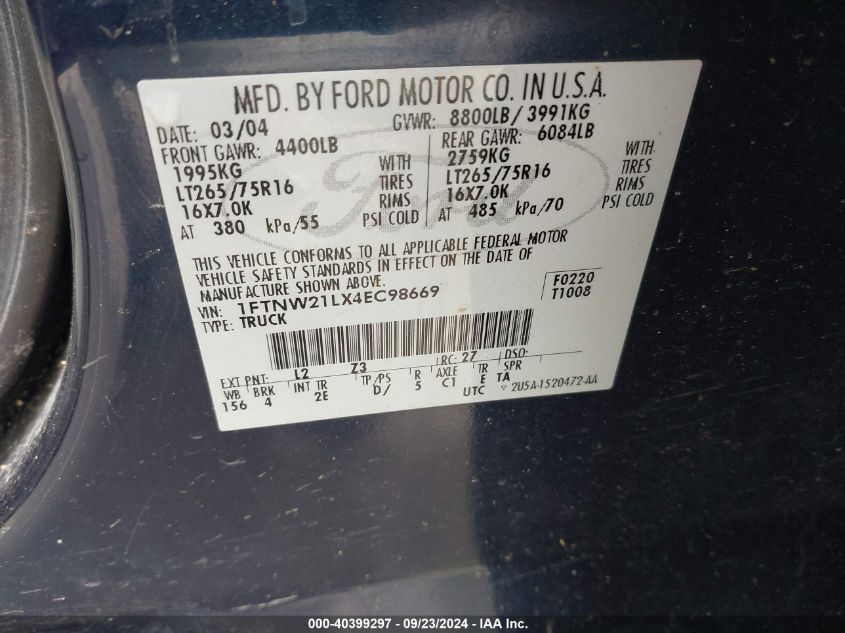 MFD. BY FORD MOTOR CO. IN U.S.A.
DATE: 03/04 GVWR: 8800LB/ 3991KG
FRONT GAWR: 4400LB REAR GAWR: 6084LB
1995KG WITH 2759KG WITH
LT265/75R16 TIRES LT265/75R16 TIRES
16X7.0K RIMS 16X7.0K RIMS
AT 380 kPa/55 PSI COLD AT 485 kPa/70 PSI COLD
Ford
THIS VEHICLE CONFORMS TO ALL APPLICABLE FEDERAL MOTOR
VEHICLE SAFETY STANDARDS IN EFFECT ON THE DATE OF
MANUFACTURE SHOWN ABOVE.
VIN: 1FTNW21LX4EC98669 F0220
TYPE: TRUCK T1008
EXT PNT: L2 Z3 RC: 27 DSO:
WB BRK INT TR TP/PS R AXLE TR SPR
156 4 2E D/ 5 C1 E TA
UTC ▽ 2U5A-1520472-AA
000-40399297 - 09/23/2024 - IAA Inc.